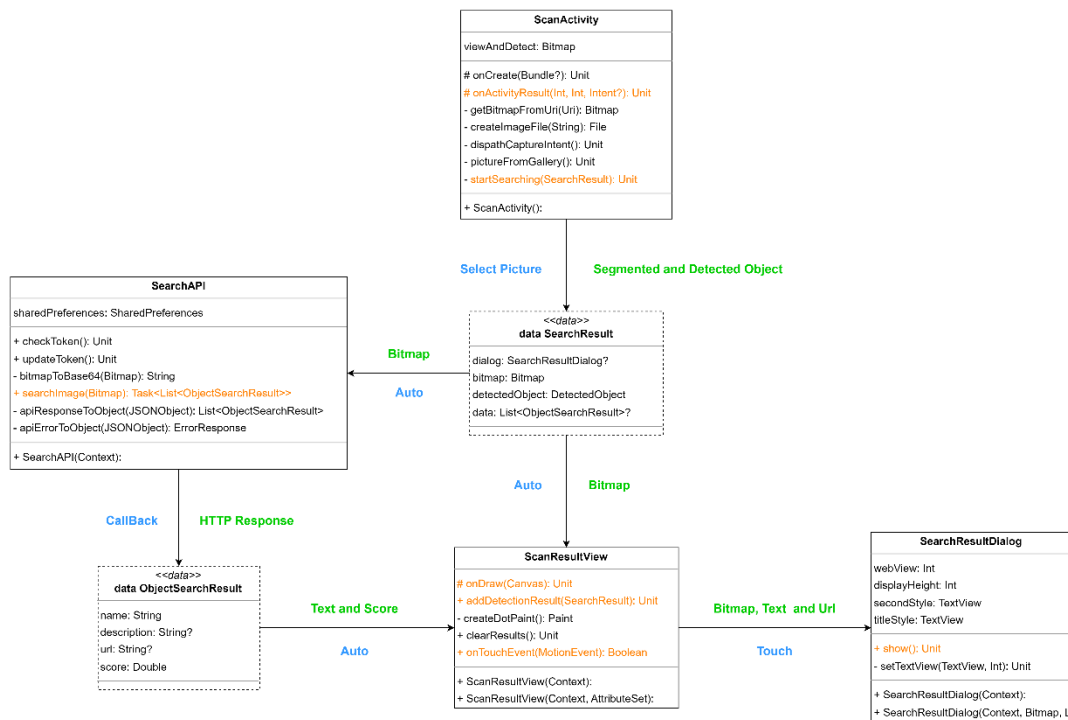 ScanActivity
viewAndDetect: Bitmap
# onCreate(Bundle?): Unit
# onActivityResult(Int, Int, Intent?): Unit
- getBitmapFromUri(Uri): Bitmap
- createImageFile(String): File
- dispathCaptureIntent(): Unit
- pictureFromGallery(): Unit
- startSearching(SearchResult): Unit
+ ScanActivity():
Select Picture
Segmented and Detected Object
SearchAPI
sharedPreferences: SharedPreferences
+ checkToken(): Unit
+ updateToken(): Unit
- bitmapToBase64(Bitmap): String
+ searchImage(Bitmap): Task<List<ObjectSearchResult>>
- apiResponseToObject(JSONObject): List<ObjectSearchResult>
- apiErrorToObject(JSONObject): ErrorResponse
+ SearchAPI(Context):
Bitmap
Auto
<<data>>
data SearchResult
dialog: SearchResultDialog?
bitmap: Bitmap
detectedObject: DetectedObject
data: List<ObjectSearchResult>?
CallBack
HTTP Response
Auto
Bitmap
<<data>>
data ObjectSearchResult
name: String
description: String?
url: String?
score: Double
Text and Score
Auto
ScanResultView
# onDraw(Canvas): Unit
+ addDetectionResult(SearchResult): Unit
- createDotPaint(): Paint
+ clearResults(): Unit
+ onTouchEvent(MotionEvent): Boolean
+ ScanResultView(Context):
+ ScanResultView(Context, AttributeSet):
Bitmap, Text and Url
Touch
SearchResultDialog
webView: Int
displayHeight: Int
secondStyle: TextView
titleStyle: TextView
+ show(): Unit
- setTextView(TextView, Int): Unit
+ SearchResultDialog(Context):
+ SearchResultDialog(Context, Bitmap, L